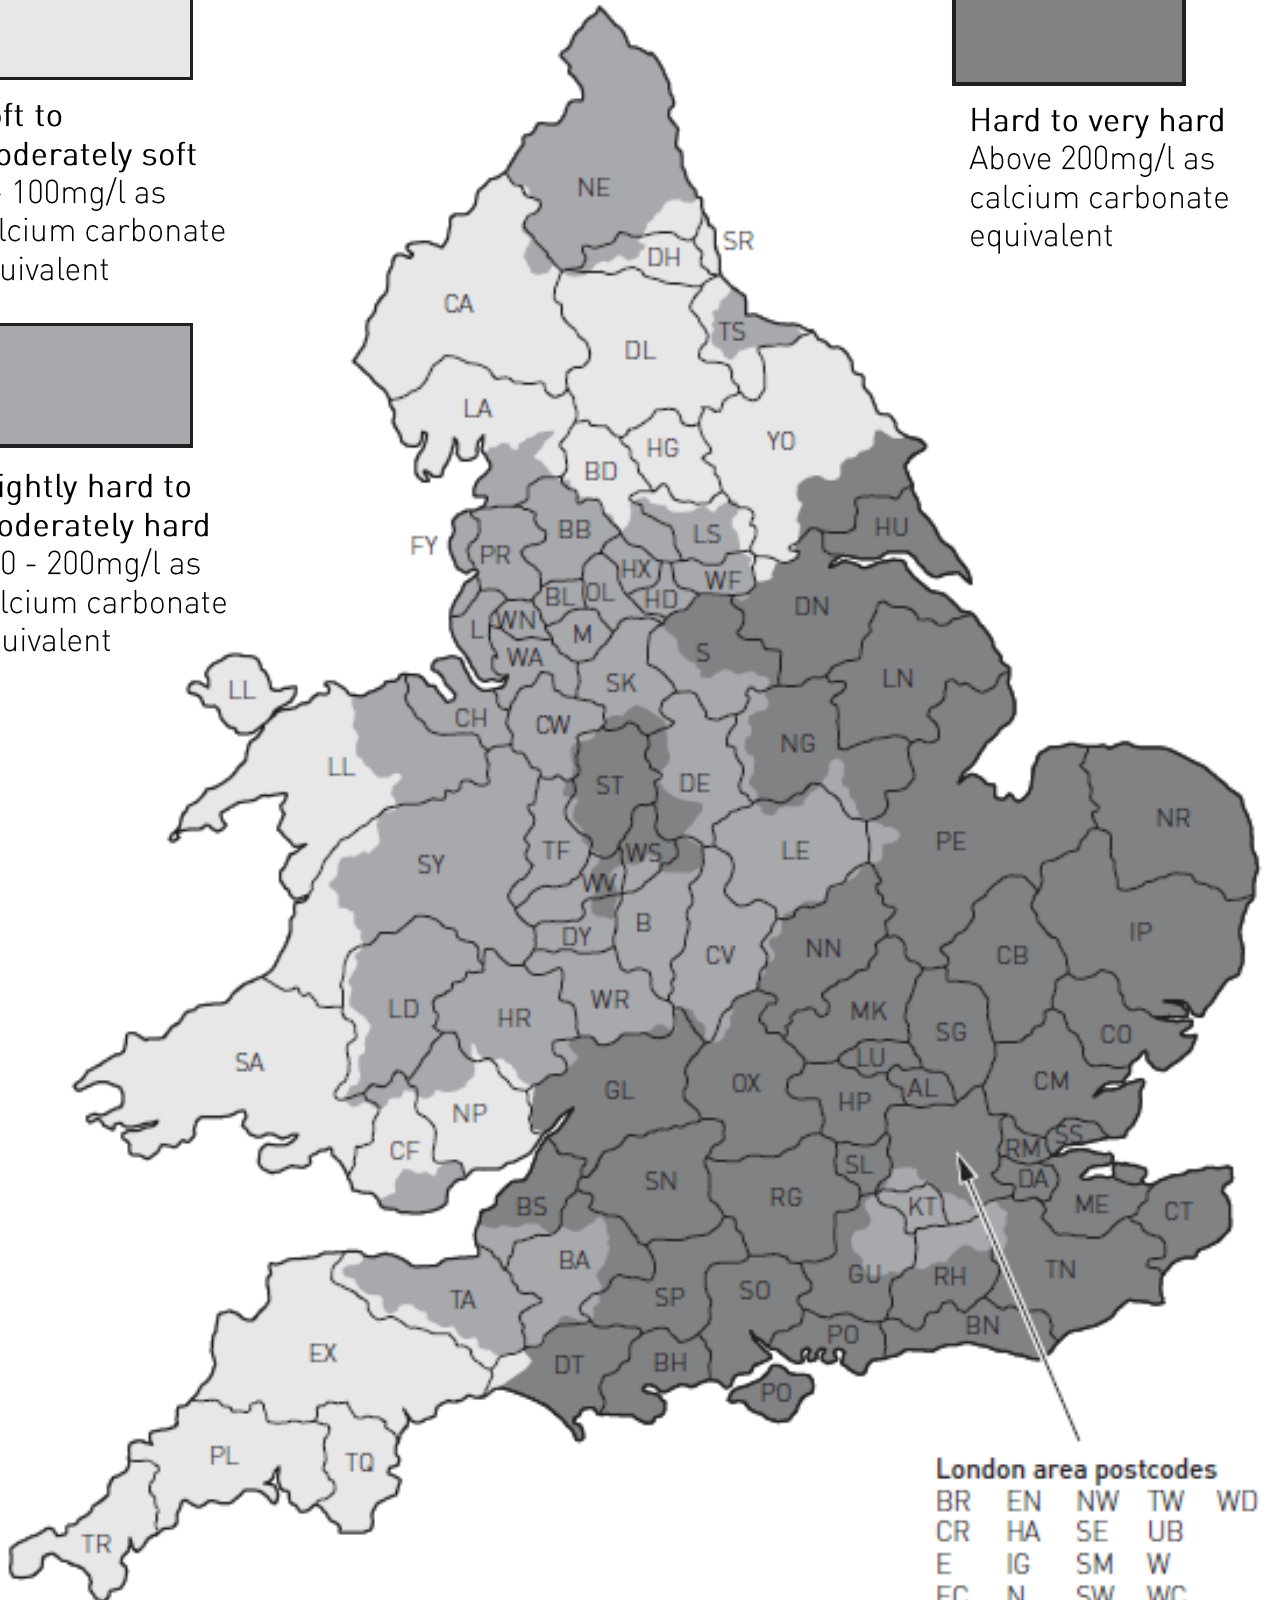 ft to
oderately soft
- 100mg/l as
lcium carbonate
uivalent
ightly hard to
oderately hard
0 - 200mg/l as
lcium carbonate
uivalent
Hard to very hard
Above 200mg/l as
calcium carbonate
equivalent
NE
SR
DH
CA
TS
DL
LA
YO
HG
BD
HU
LS
BB
FY
PR
HX
WF
BL
OL
HD
DN
L
WN
M
WA
S
SK
LN
LL
CH
CW
NG
LL
ST
DE
NR
PE
SY
TF
WS
LE
WV
B
IP
DY
CV
NN
CB
LD
HR
WR
MK
SG
CO
SA
LU
GL
OX
AL
CM
HP
NP
CF
SS
RM
SL
DA
SN
RG
BS
KT
ME
CT
BA
GU
RH
TN
TA
SP
SO
PO
BN
EX
DT
BH
PO
PL
TQ
TR
London area postcodes
BR EN NW TW WD
CR HA SE UB
E IG SM W
EC N SW WC